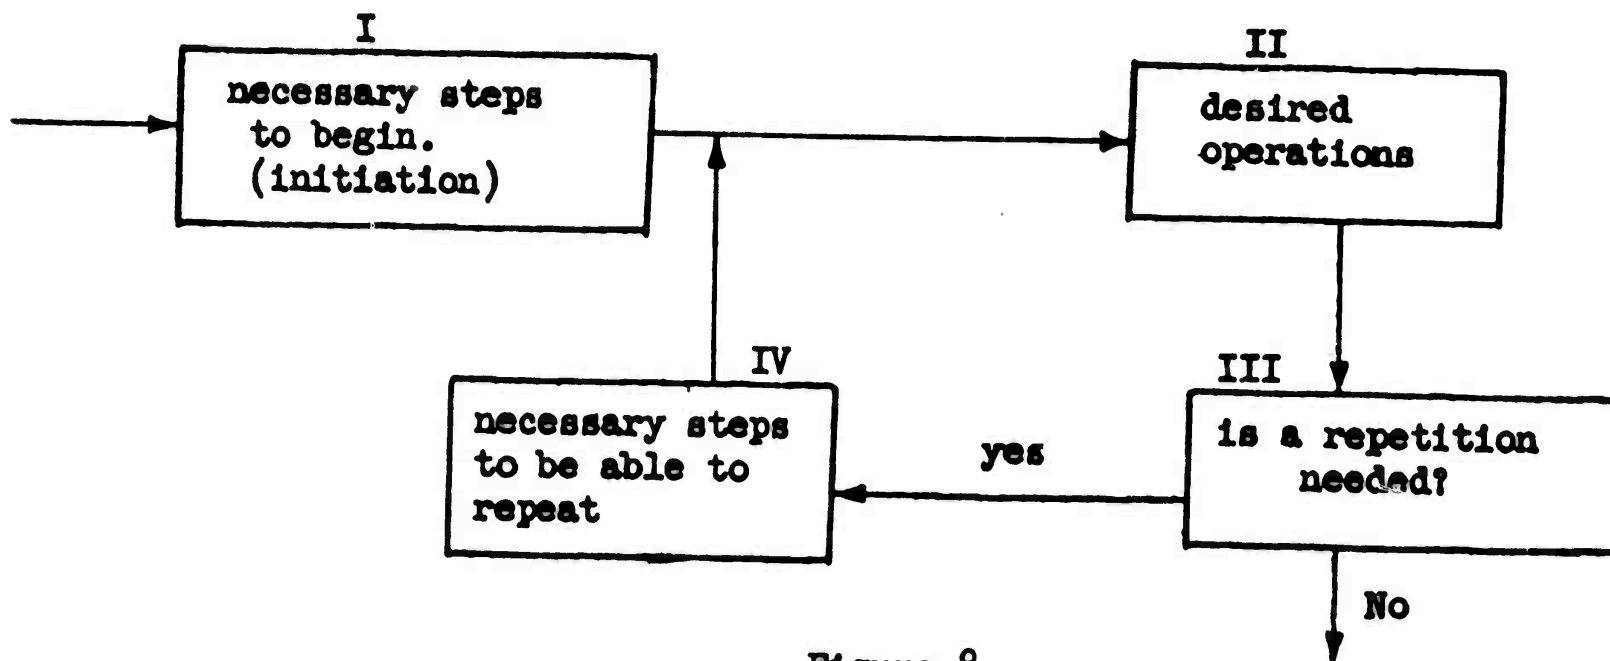 I
necessary steps
to begin.
(initiation)
II
desired
operations
III
is a repetition
needed?
yes
IV
necessary steps
to be able to
repeat
No